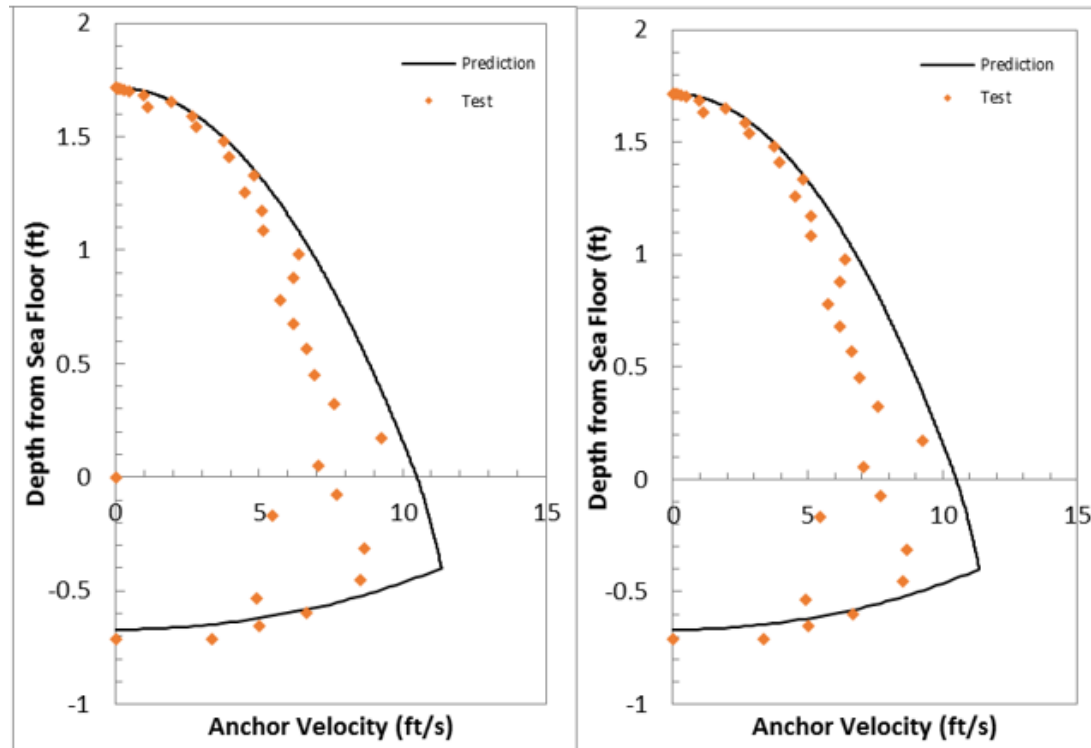 2
Prediction
Test
1.5
1
0.5
0
0
5
10
15
-0.5
-1
Depth from Sea Floor (ft)
Anchor Velocity (ft/s)
2
Prediction
Test
1.5
1
0.5
0
0
5
10
15
-0.5
-1
Depth from Sea Floor (ft)
Anchor Velocity (ft/s)